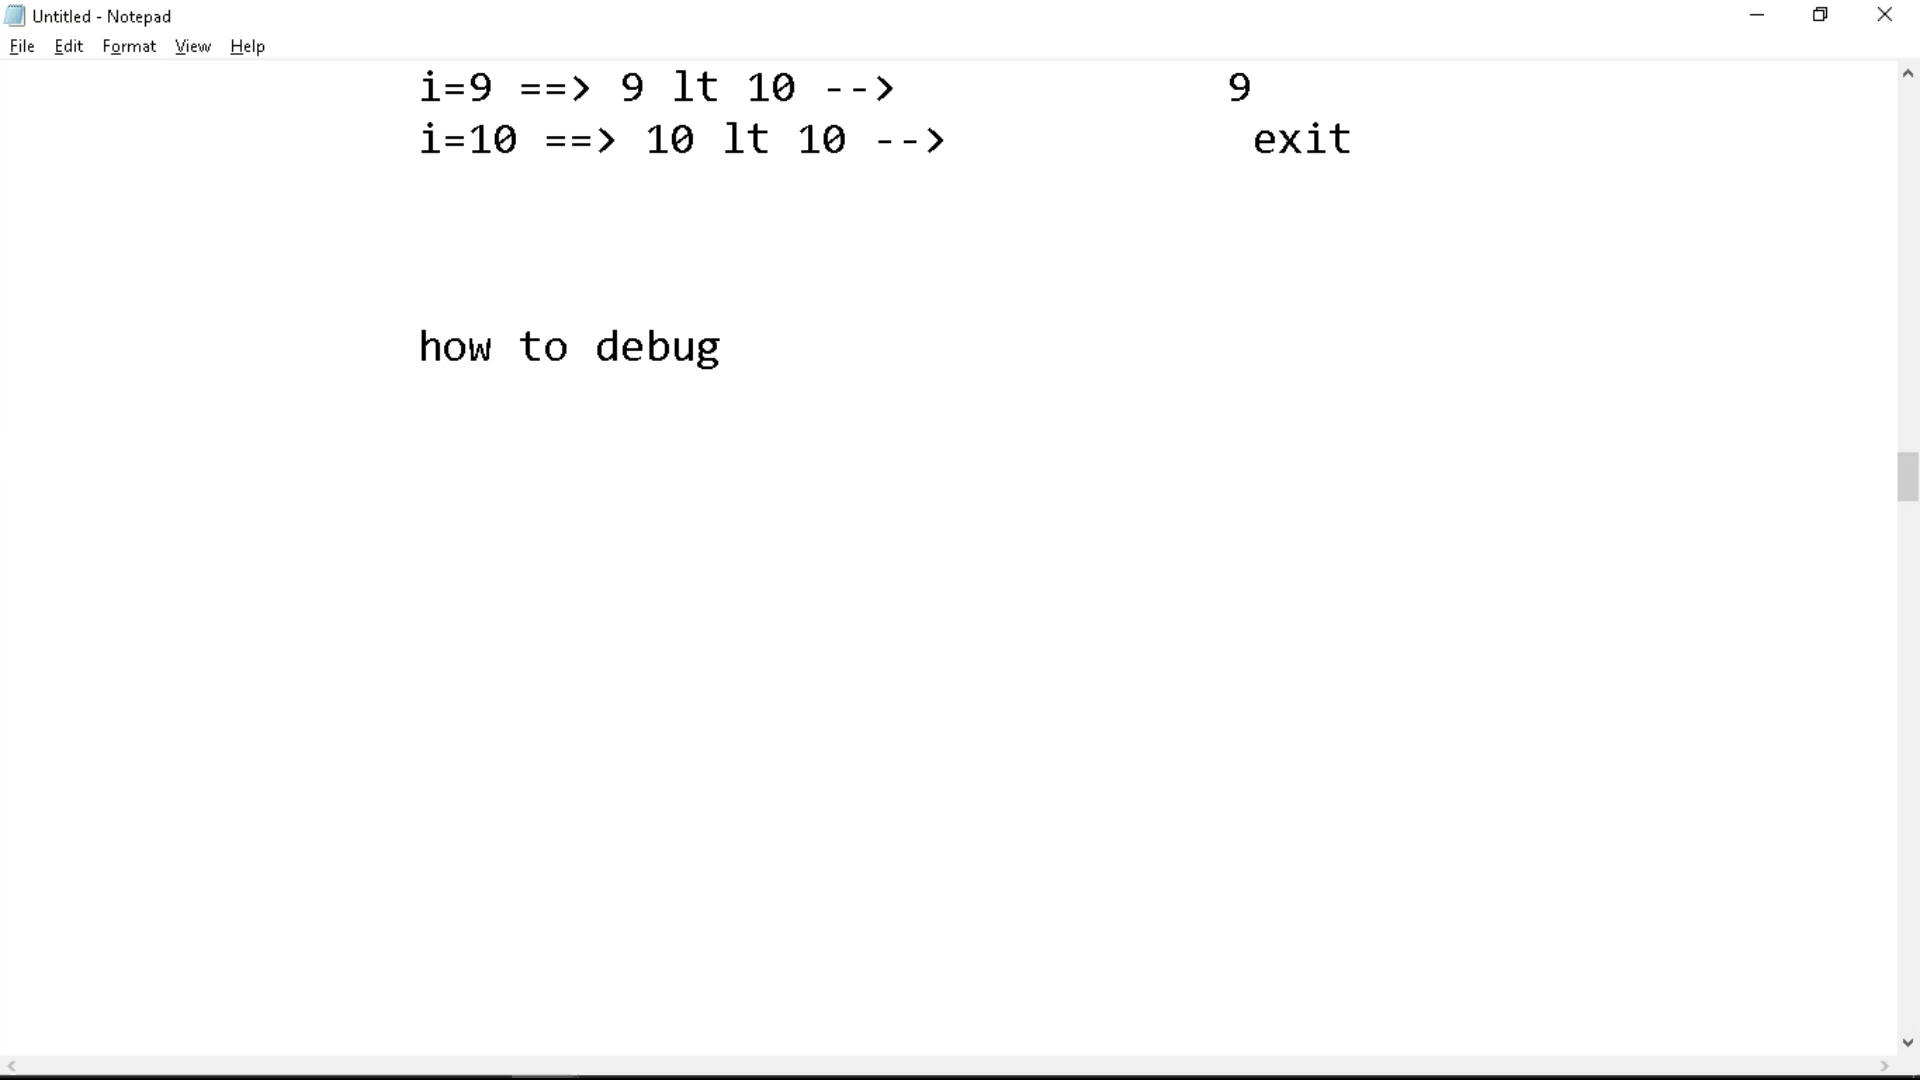 Untitled - Notepad
File Edit Format View Help
i=9 ==> 9 lt 10 --> 9
i=10 ==> 10 lt 10 --> exit
how to debug